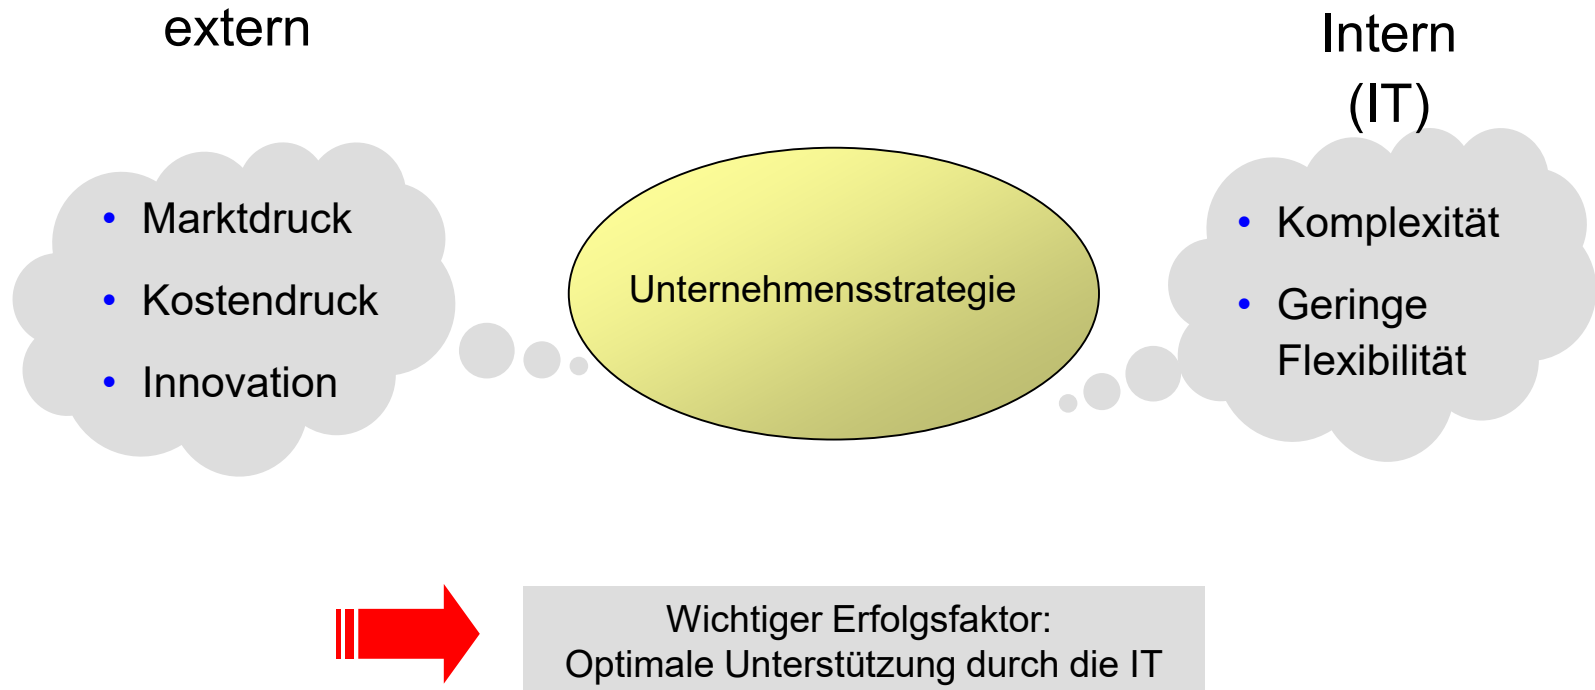 extern
• Marktdruck
• Kostendruck
• Innovation
Unternehmensstrategie
Intern
(IT)
• Komplexität
• Geringe
Flexibilität
Wichtiger Erfolgsfaktor:
Optimale Unterstützung durch die IT